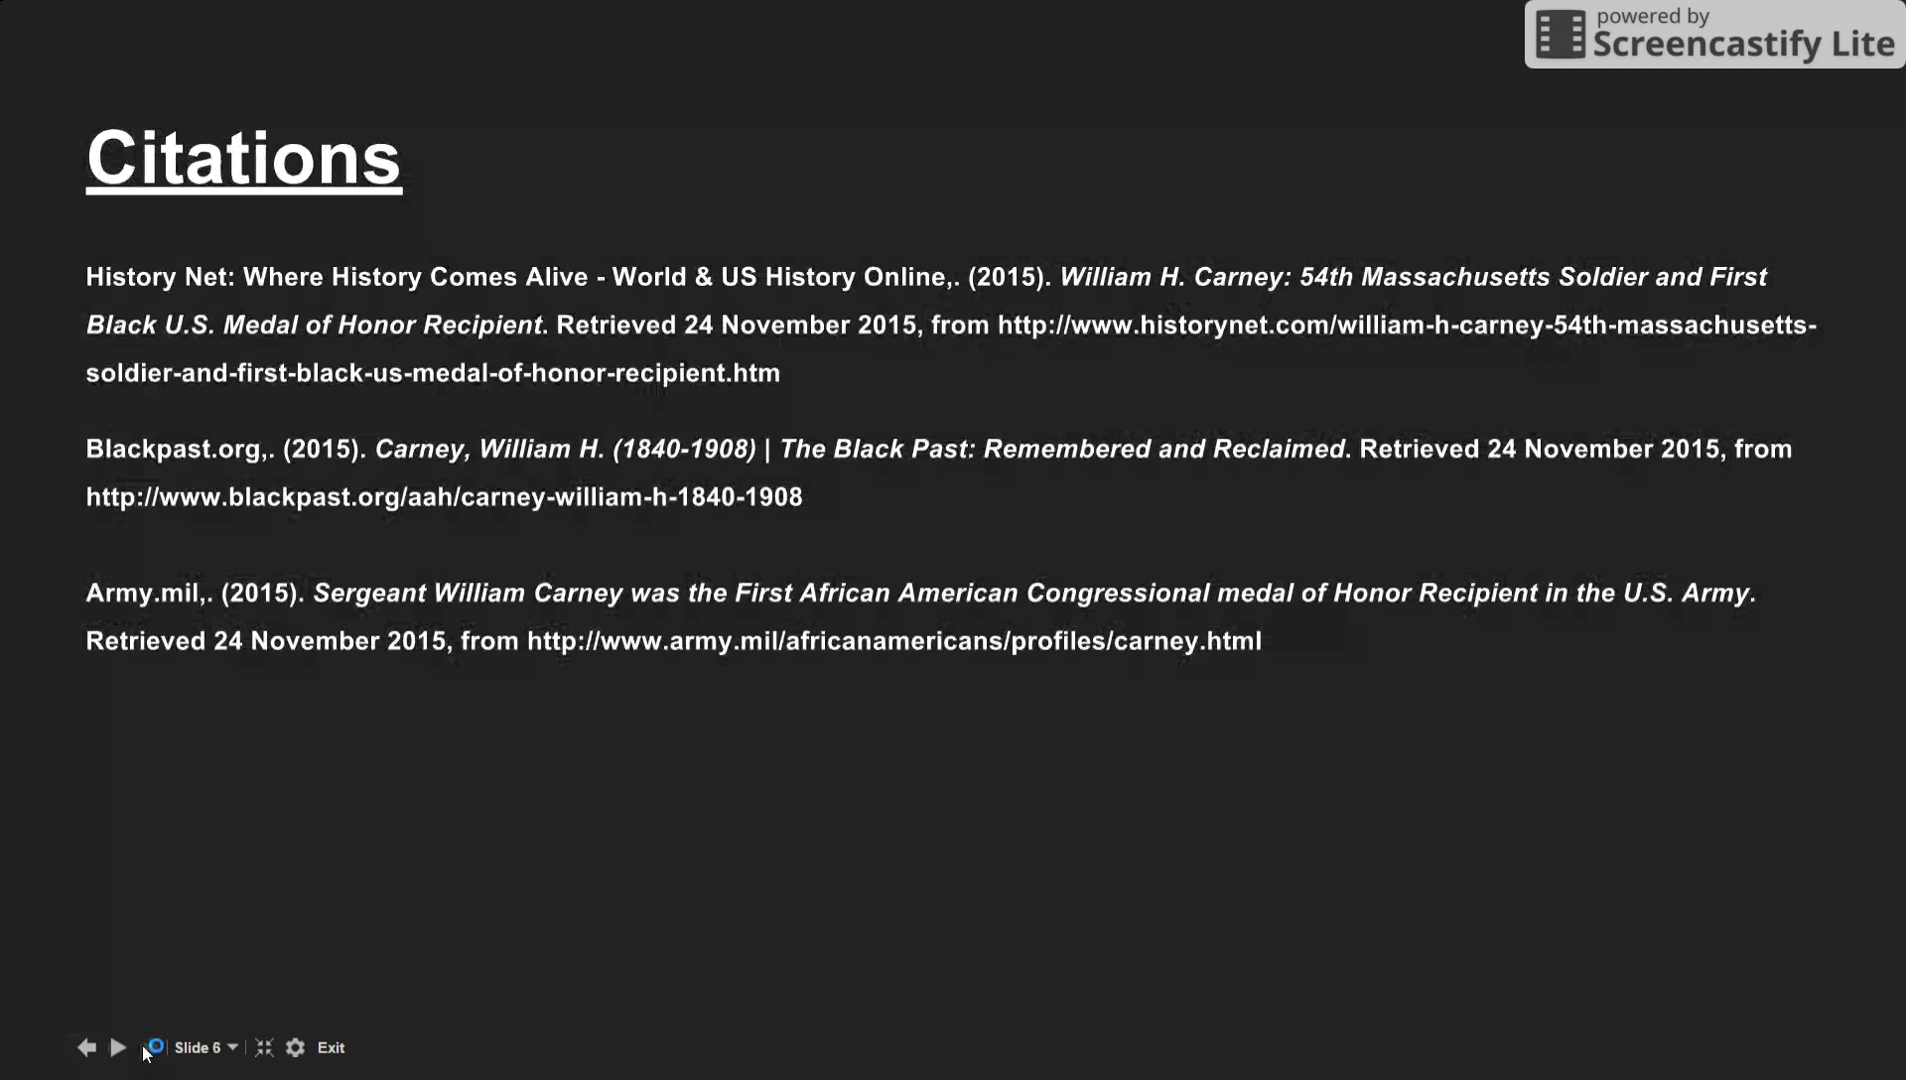 powered by
Screencastify Lite
Citations
History Net: Where History Comes Alive - World & US History Online,. (2015). William H. Carney: 54th Massachusetts Soldier and First
Black U.S. Medal of Honor Recipient. Retrieved 24 November 2015, from http://www.historynet.com/william-h-carney-54th-massachusetts-
soldier-and-first-black-us-medal-of-honor-recipient.htm
Blackpast.org,. (2015). Carney, William H. (1840-1908) | The Black Past: Remembered and Reclaimed. Retrieved 24 November 2015, from
http://www.blackpast.org/aah/carney-william-h-1840-1908
Army.mil,. (2015). Sergeant William Carney was the First African American Congressional medal of Honor Recipient in the U.S. Army.
Retrieved 24 November 2015, from http://www.army.mil/africanamericans/profiles/carney.html
Slide 6
Exit